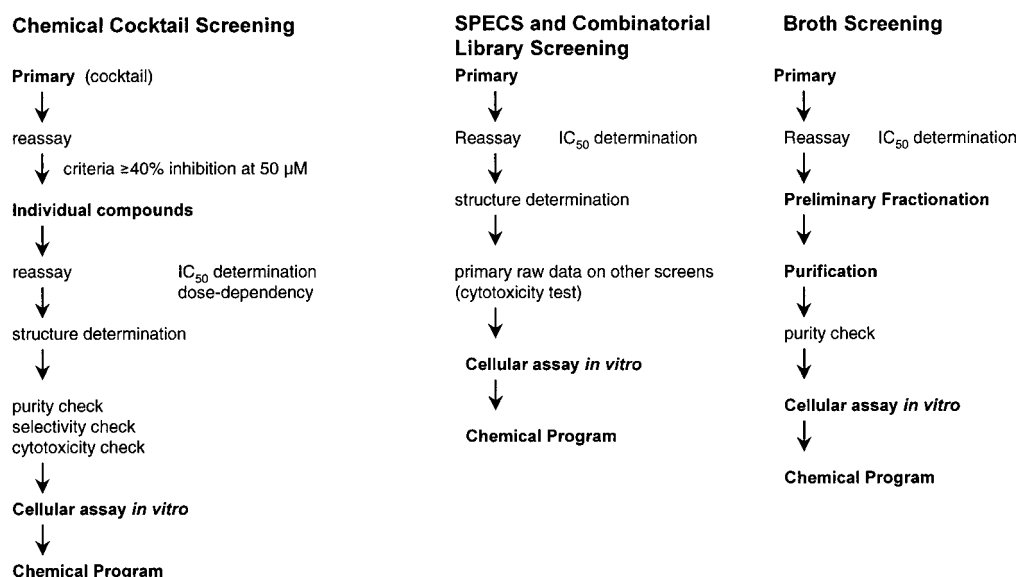 Chemical Cocktail Screening
Primary (cocktail)
reassay
criteria ≥40% inhibition at 50 µM
Individual compounds
reassay IC50 determination
dose-dependency
structure determination
purity check
selectivity check
cytotoxicity check
Cellular assay in vitro
Chemical Program
SPECS and Combinatorial
Library Screening
Primary
Reassay IC50 determination
structure determination
primary raw data on other screens
(cytotoxicity test)
Cellular assay in vitro
Chemical Program
Broth Screening
Primary
Reassay IC50 determination
Preliminary Fractionation
Purification
purity check
Cellular assay in vitro
Chemical Program